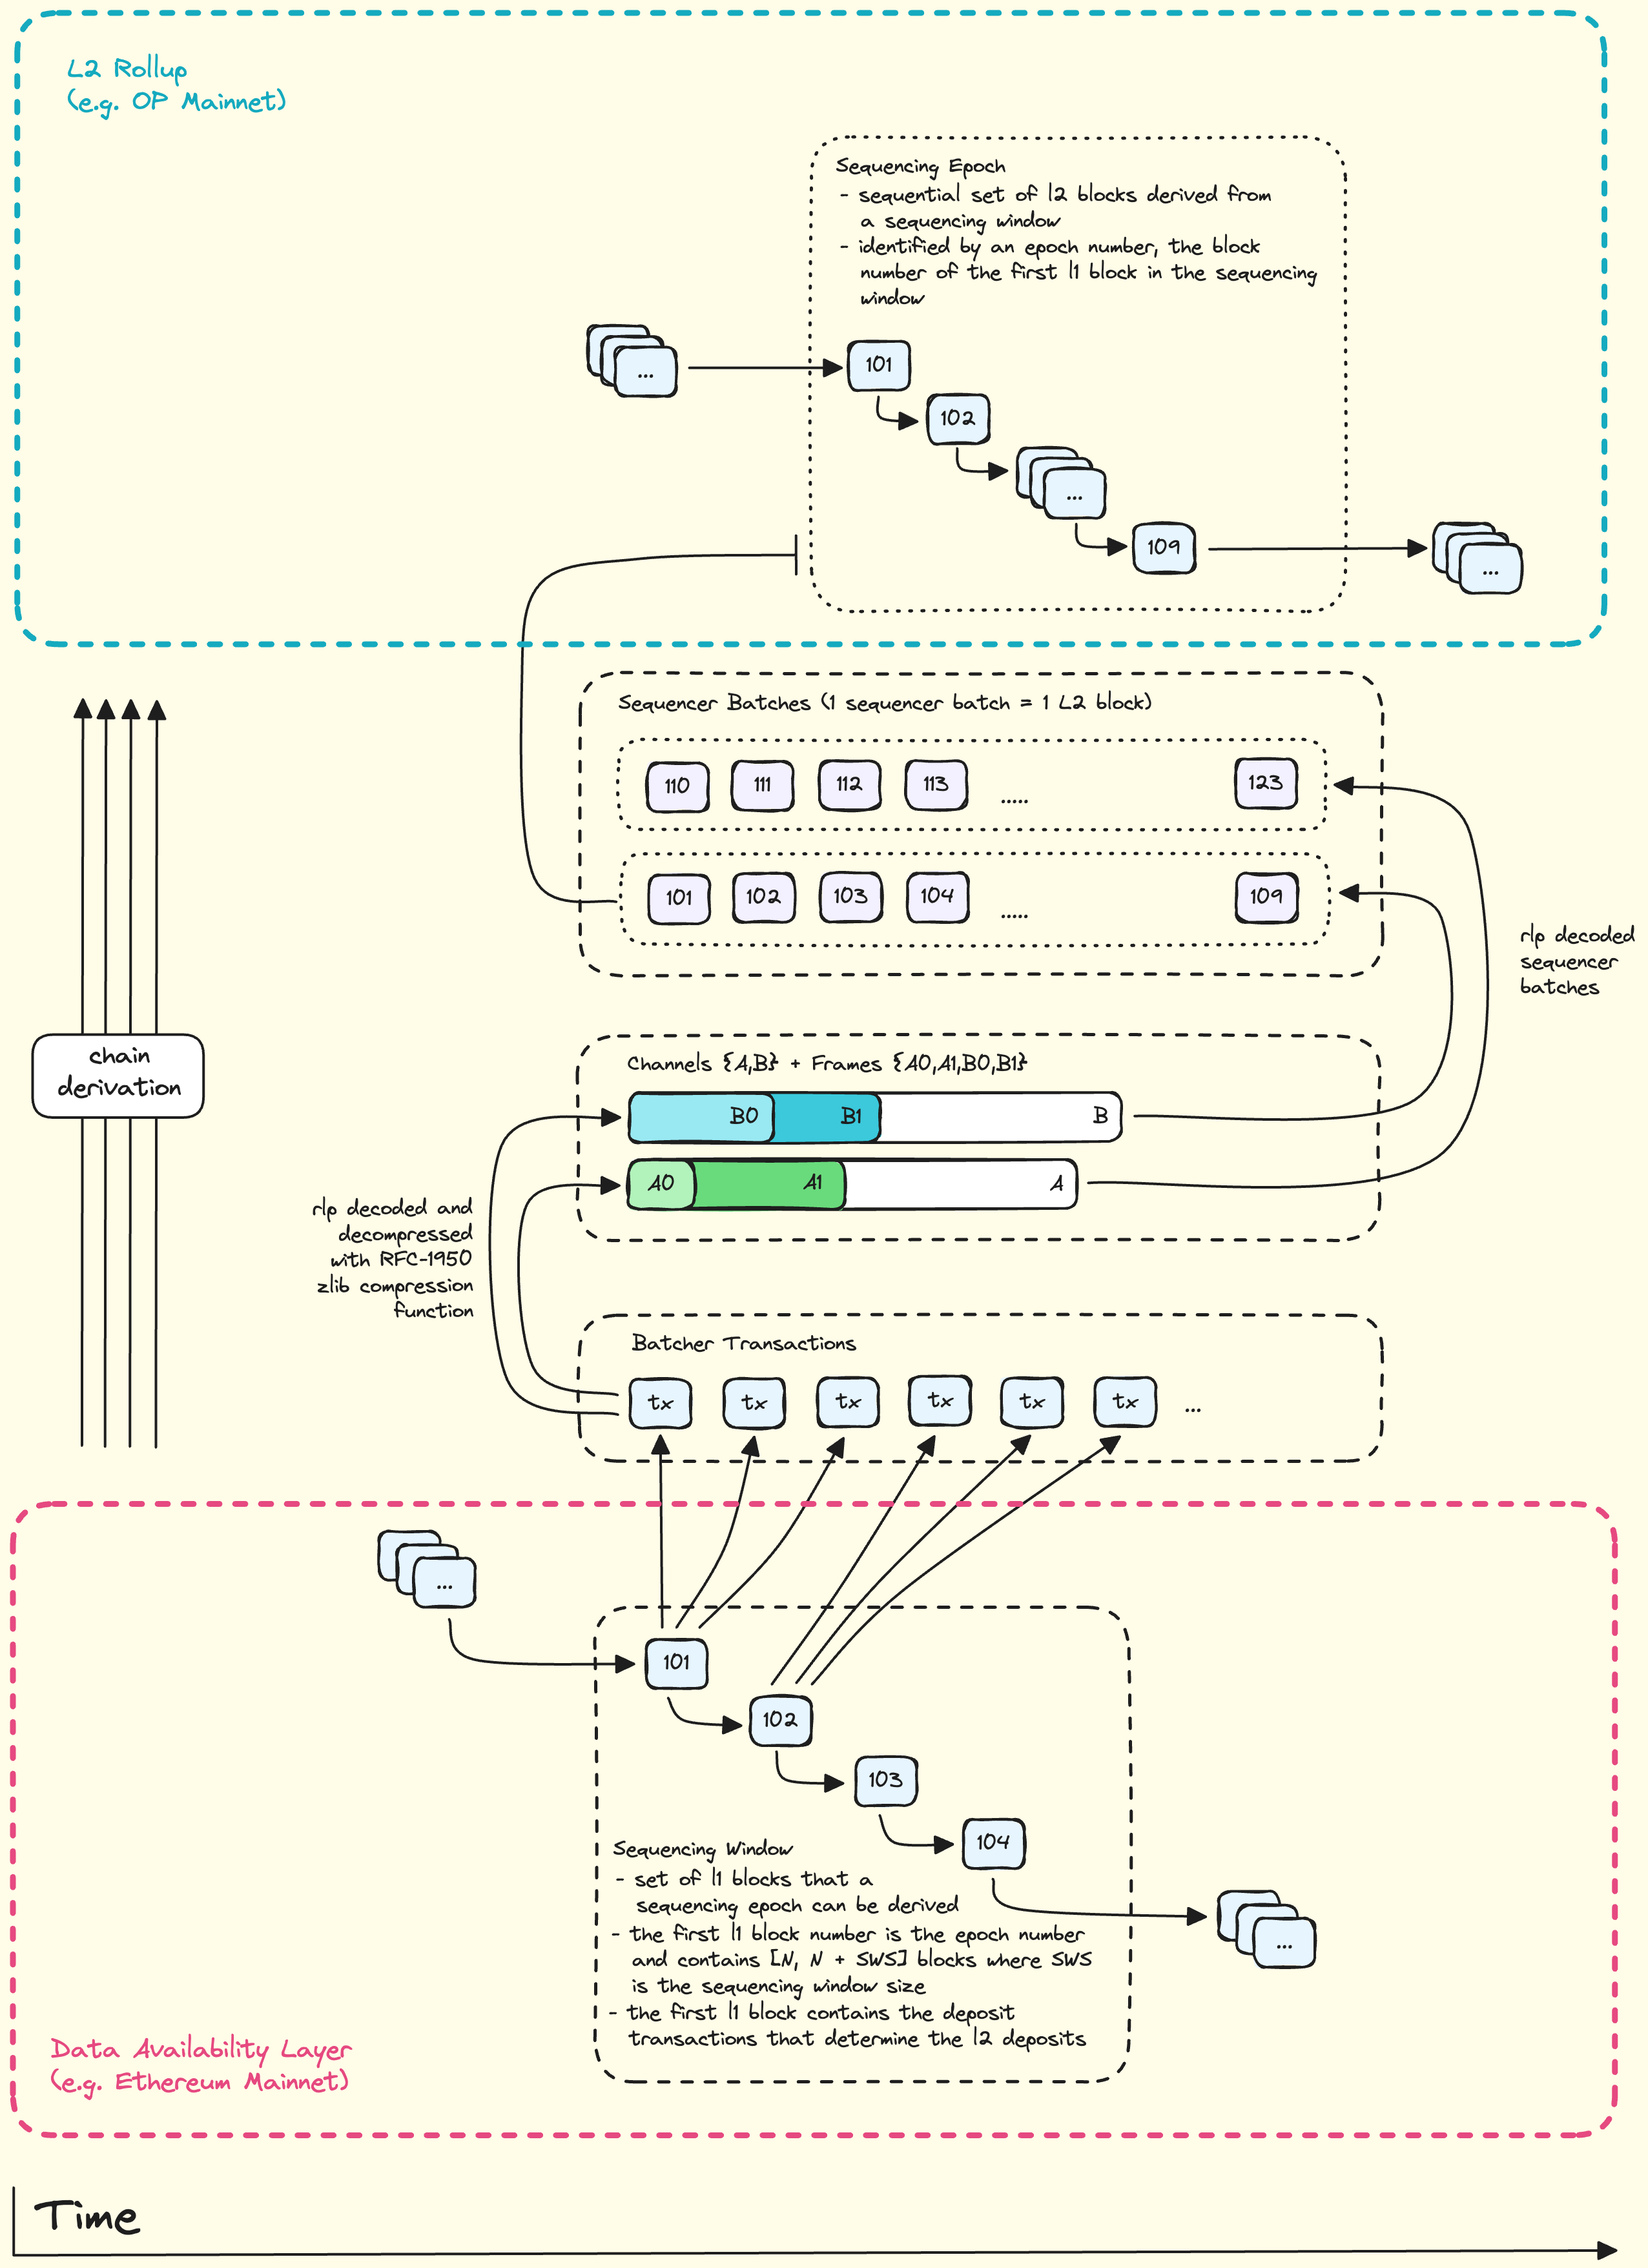 L2 Rollup
(e.g. OP Mainnet)
Sequencing Epoch
- sequential set of l2 blocks derived from
a sequencing window
- identified by an epoch number, the block
number of the first l1 block in the sequencing
window
...
101
102
...
109
...
Sequencer Batches (1 sequencer batch = 1 L2 block)
110 111 112 113 ..... 123
101 102 103 104 ..... 109
rlp decoded
sequencer
batches
chain
derivation
Channels {A,B} + Frames {A0,A1,B0,B1}
B0 B1 B
A0 A1 A
rlp decoded and
decompressed
with RFC-1950
zlib compression
function
Batcher Transactions
tx tx tx tx tx tx ...
...
101
102
103
104
...
Sequencing Window
- set of l1 blocks that a
sequencing epoch can be derived
- the first l1 block number is the epoch number
and contains [N, N + SWS] blocks where SWS
is the sequencing window size
- the first l1 block contains the deposit
transactions that determine the l2 deposits
Data Availability Layer
(e.g. Ethereum Mainnet)
Time